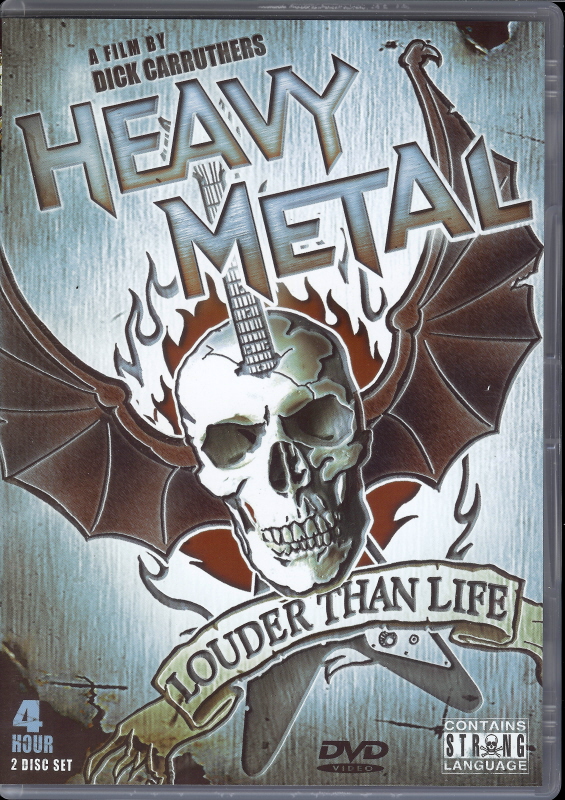 A FILM BY
DICK CARRUTHERS
HEAVY
METAL
LOUDER THAN LIFE
4
HOUR
2 DISC SET
DVD
VIDEO
CONTAINS
STRONG
LANGUAGE